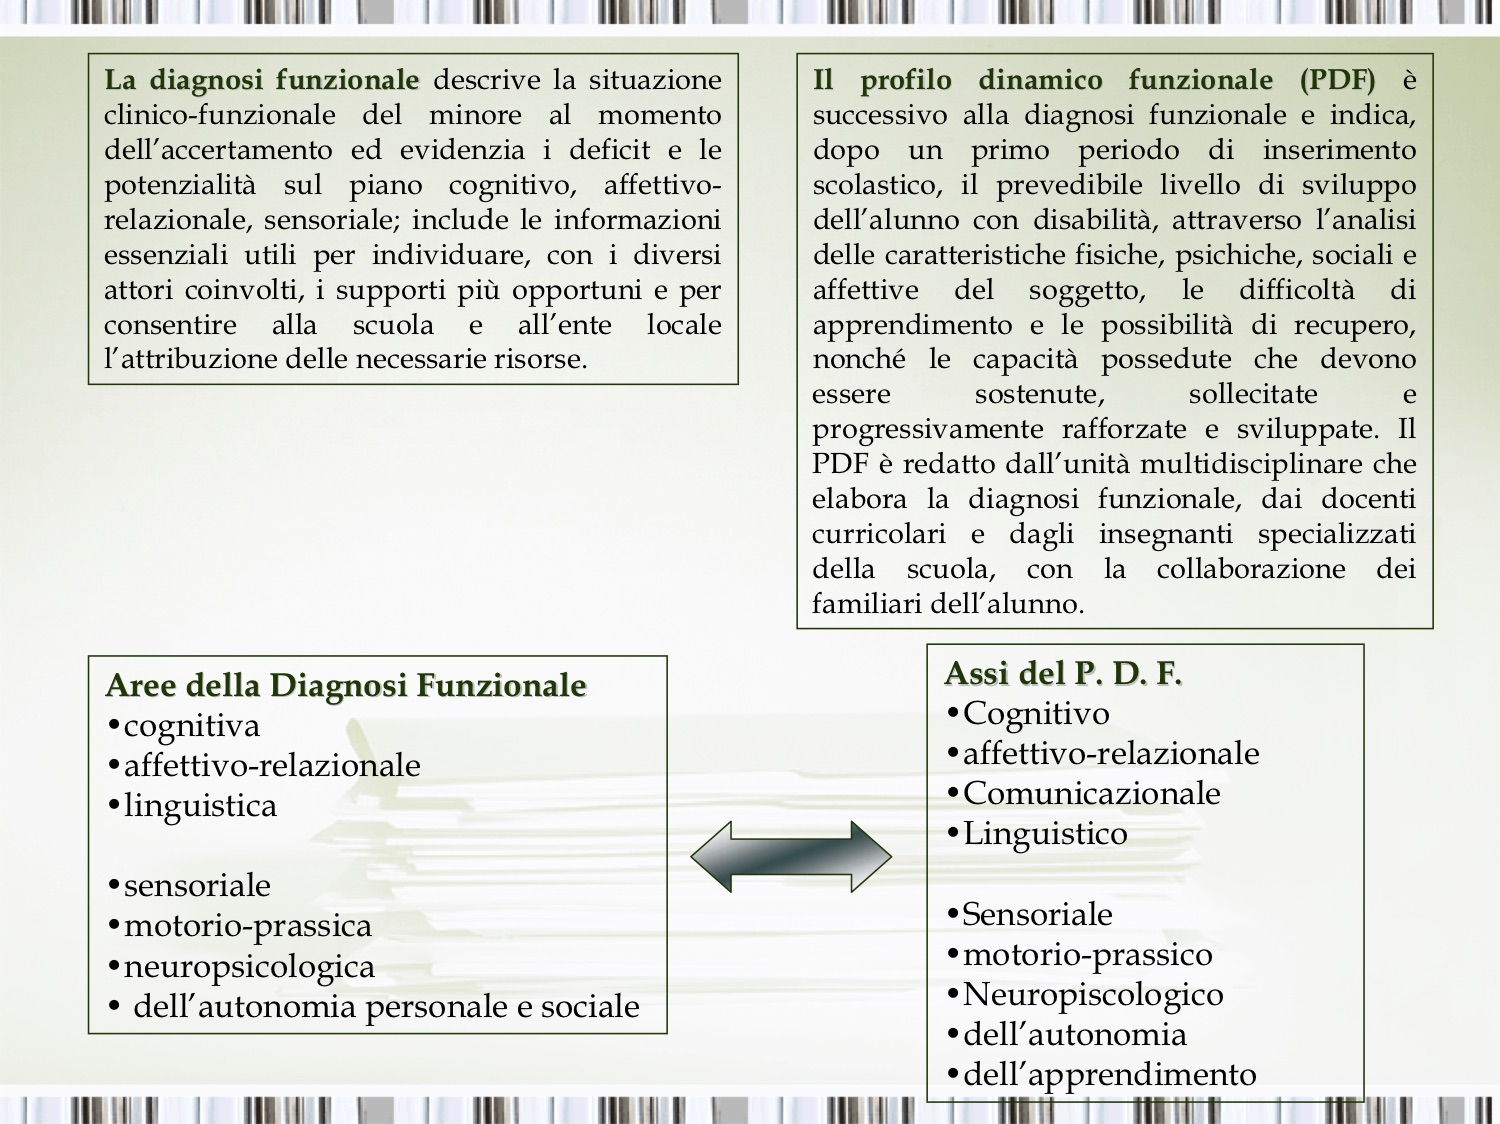 La diagnosi funzionale descrive la situazione
clinico-funzionale del minore al momento
dell’accertamento ed evidenzia i deficit e le
potenzialità sul piano cognitivo, affettivo-
relazionale, sensoriale; include le informazioni
essenziali utili per individuare, con i diversi
attori coinvolti, i supporti più opportuni e per
consentire alla scuola e all’ente locale
l’attribuzione delle necessarie risorse.
Il profilo dinamico funzionale (PDF) è
successivo alla diagnosi funzionale e indica,
dopo un primo periodo di inserimento
scolastico, il prevedibile livello di sviluppo
dell’alunno con disabilità, attraverso l’analisi
delle caratteristiche fisiche, psichiche, sociali e
affettive del soggetto, le difficoltà di
apprendimento e le possibilità di recupero,
nonché le capacità possedute che devono
essere sostenute, sollecitate e
progressivamente rafforzate e sviluppate. Il
PDF è redatto dall’unità multidisciplinare che
elabora la diagnosi funzionale, dai docenti
curricolari e dagli insegnanti specializzati
della scuola, con la collaborazione dei
familiari dell’alunno.
Aree della Diagnosi Funzionale
•cognitiva
•affettivo-relazionale
•linguistica
•sensoriale
•motorio-prassica
•neuropsicologica
• dell’autonomia personale e sociale
Assi del P. D. F.
•Cognitivo
•affettivo-relazionale
•Comunicazionale
•Linguistico
•Sensoriale
•motorio-prassico
•Neuropiscologico
•dell’autonomia
•dell’apprendimento